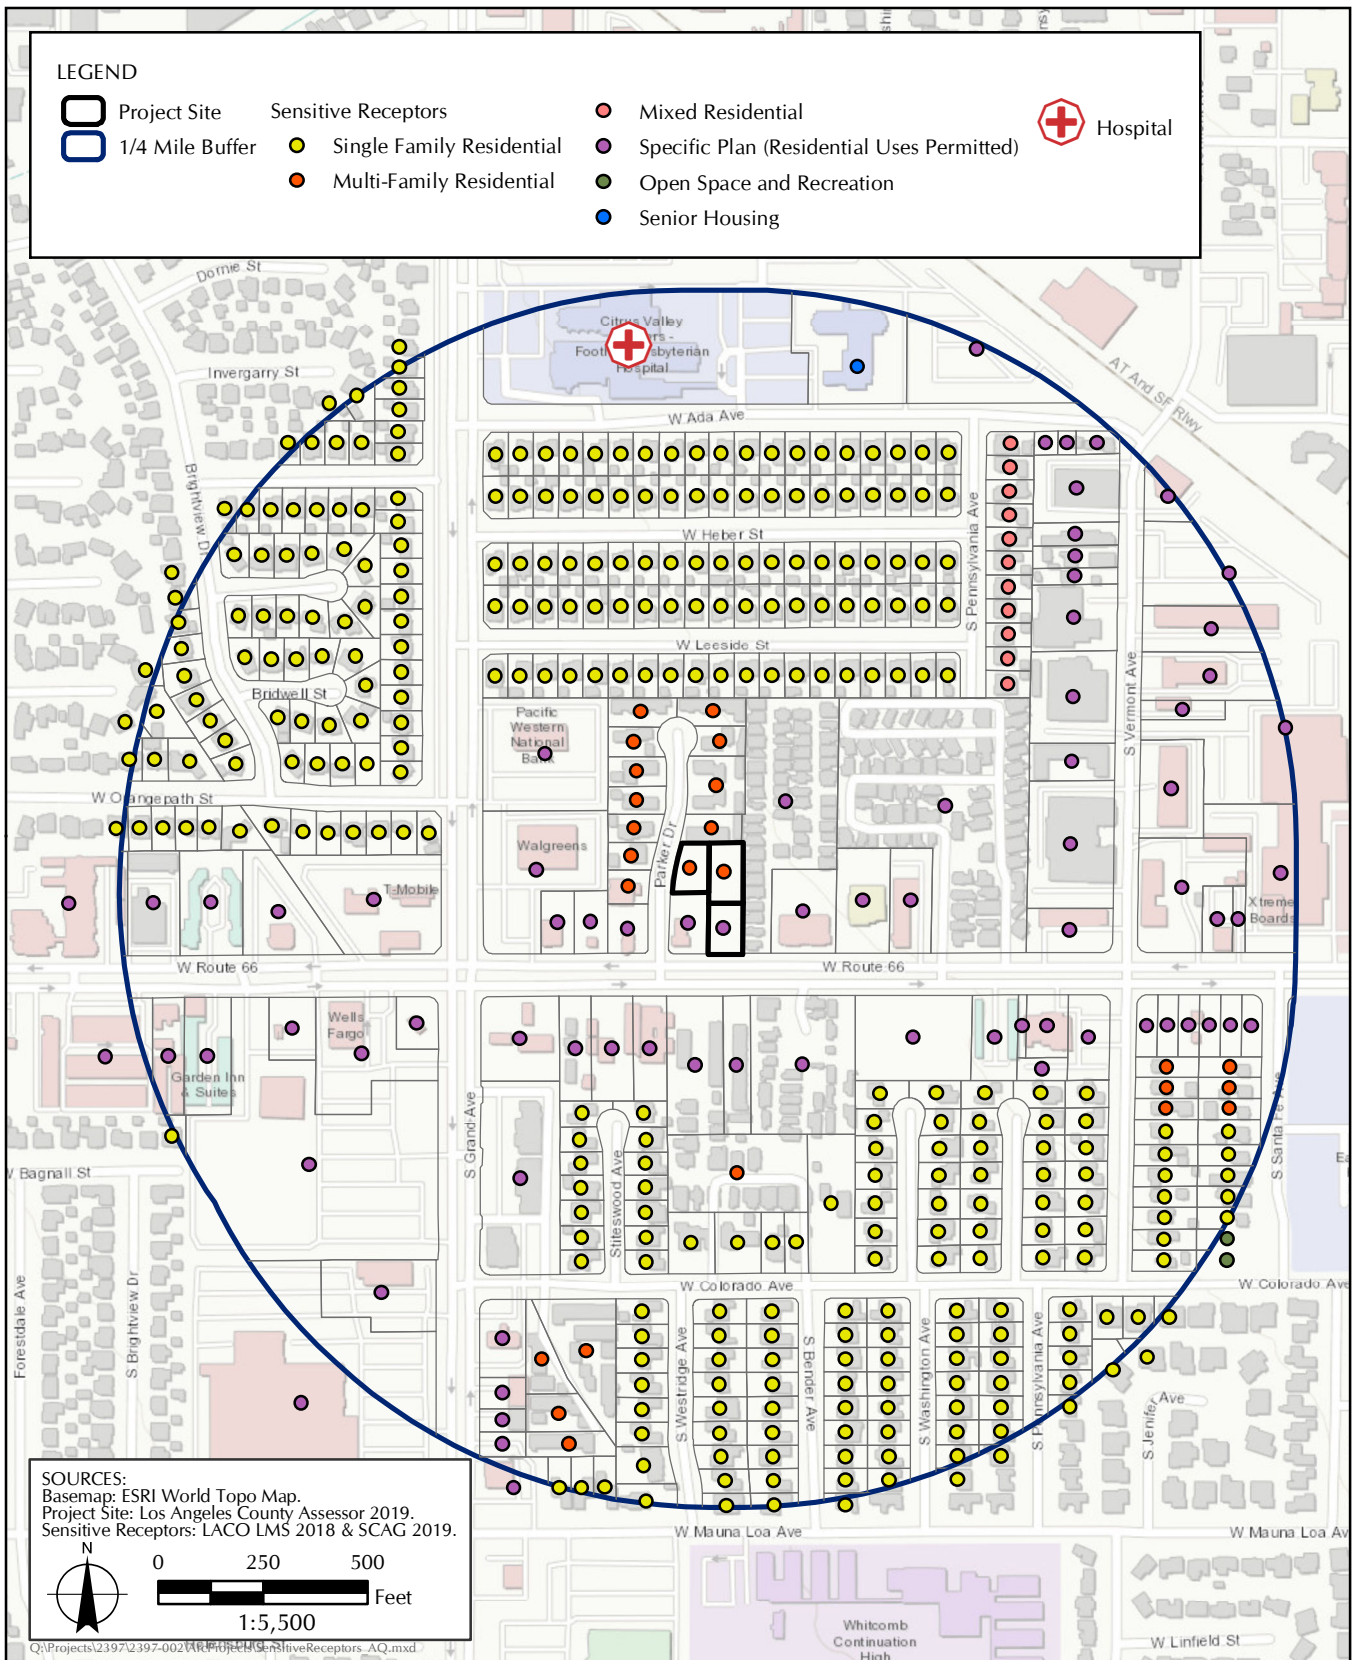 LEGEND
Project Site
1/4 Mile Buffer
Sensitive Receptors
Single Family Residential
Multi-Family Residential
Mixed Residential
Specific Plan (Residential Uses Permitted)
Open Space and Recreation
Senior Housing
Hospital
Dornie St
Invergarry St
Brightview Dr
Citrus Valley
Hospital
AT And SF Rlwy
W Ada Ave
W Heber St
S Pennsylvania Ave
W Leeside St
S Vermont Ave
Bridwell St
W Orangepath St
Pacific
Western
National
Bank
Parker Dr
Walgreens
T-Mobile
Xtreme
Boards
W Route 66
W Route 66
Wells
Fargo
Garden Inn
& Suites
S Grand Ave
Stiteswood Ave
S Santa Fe Ave
W Bagnall St
W Colorado Ave
W Colorado Ave
Forestdale Ave
S Brightview Dr
S Westridge Ave
S Bender Ave
S Washington Ave
S Pennsylvania Ave
S Jenifer Ave
W Mauna Loa Ave
W Mauna Loa Av
Whitcomb
Continuation
High
W Linfield St
SOURCES:
Basemap: ESRI World Topo Map.
Project Site: Los Angeles County Assessor 2019.
Sensitive Receptors: LACO LMS 2018 & SCAG 2019.
N
0 250 500
Feet
1:5,500